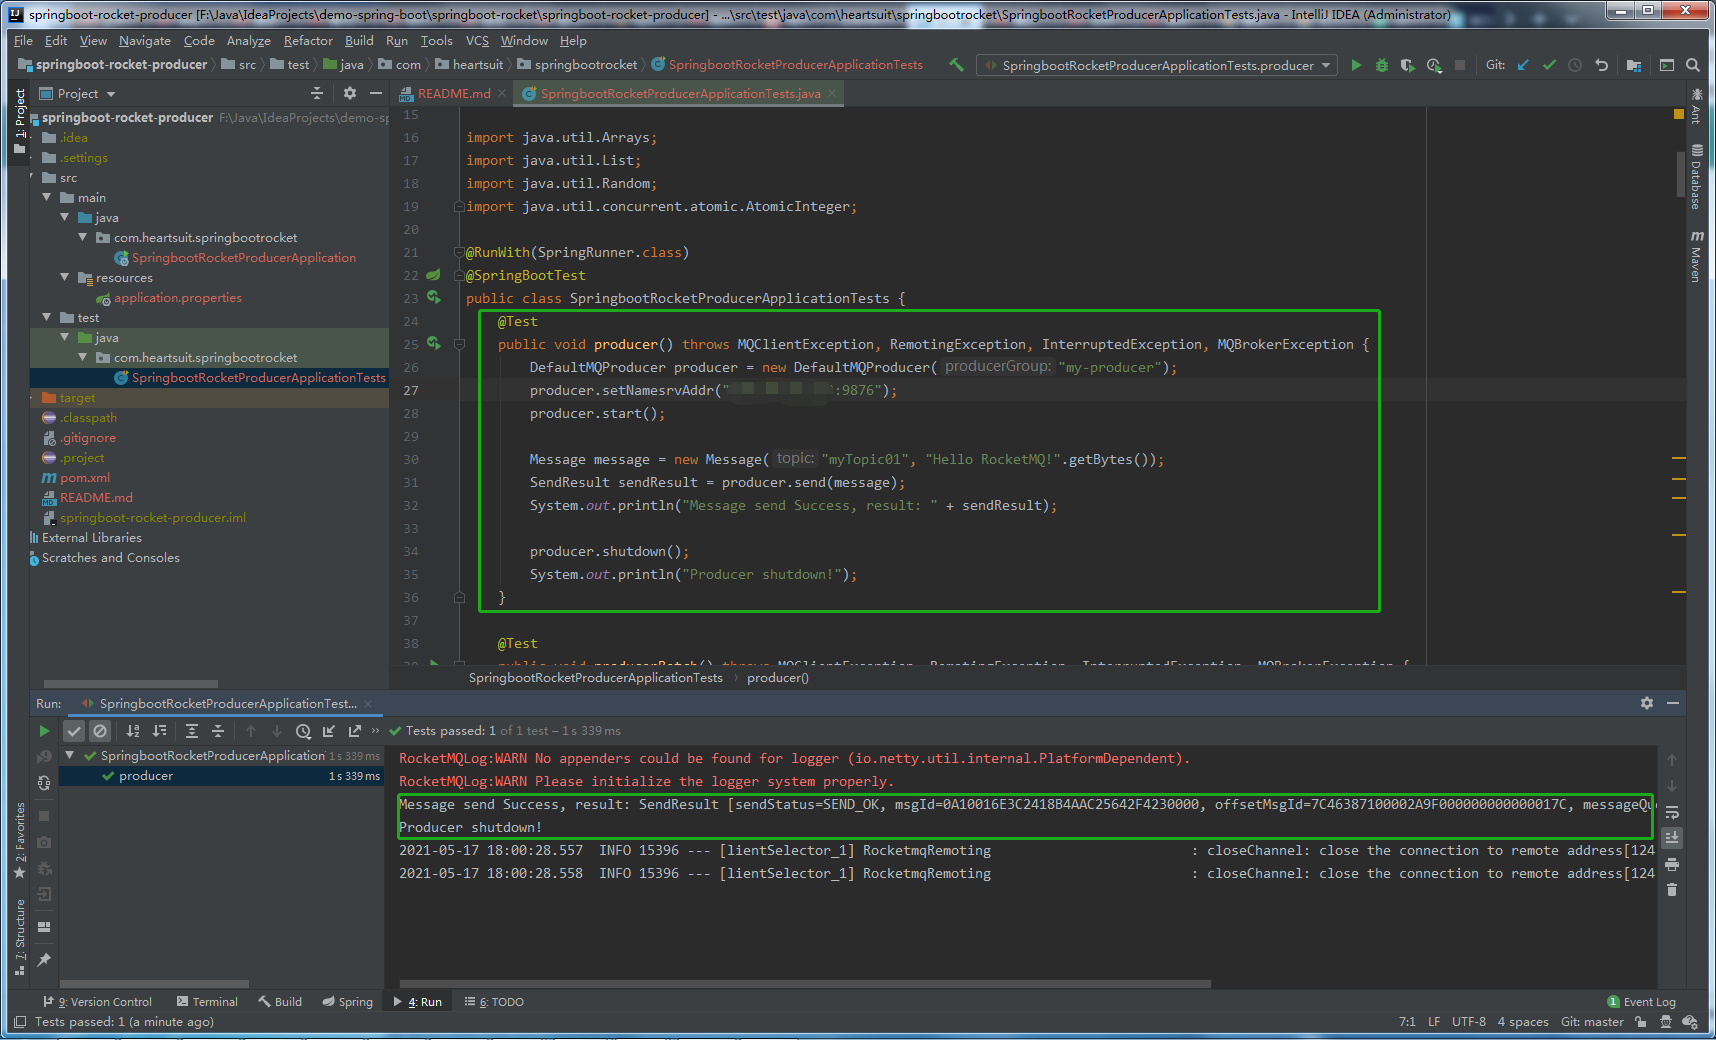 springboot-rocket-producer [F:\Java\IdeaProjects\demo-spring-boot\springboot-rocket\springboot-rocket-producer] - ...\src\test\java\com\heartsuit\springbootrocket\SpringbootRocketProducerApplicationTests.java - IntelliJ IDEA (Administrator)
File Edit View Navigate Code Analyze Refactor Build Run Tools VCS Window Help
springboot-rocket-producer src test java com heartsuit springbootrocket SpringbootRocketProducerApplicationTests SpringbootRocketProducerApplicationTests.producer Git:
Project README.md SpringbootRocketProducerApplicationTests.java
1: Project
springboot-rocket-producer F:\Java\IdeaProjects\demo-sp
.idea
.settings
src
main
java
com.heartsuit.springbootrocket
SpringbootRocketProducerApplication
resources
application.properties
test
java
com.heartsuit.springbootrocket
SpringbootRocketProducerApplicationTests
target
.classpath
.gitignore
.project
pom.xml
README.md
springboot-rocket-producer.iml
External Libraries
Scratches and Consoles
15
16 import java.util.Arrays;
17 import java.util.List;
18 import java.util.Random;
19 import java.util.concurrent.atomic.AtomicInteger;
20
21 @RunWith(SpringRunner.class)
22 @SpringBootTest
23 public class SpringbootRocketProducerApplicationTests {
24 @Test
25 public void producer() throws MQClientException, RemotingException, InterruptedException, MQBrokerException {
26 DefaultMQProducer producer = new DefaultMQProducer( producerGroup: "my-producer");
27 producer.setNamesrvAddr(" :9876");
28 producer.start();
29
30 Message message = new Message( topic: "myTopic01", "Hello RocketMQ!".getBytes());
31 SendResult sendResult = producer.send(message);
32 System.out.println("Message send Success, result: " + sendResult);
33
34 producer.shutdown();
35 System.out.println("Producer shutdown!");
36 }
37
38 @Test
39 public void producerBatch() throws MQClientException, RemotingException, InterruptedException, MQBrokerException {
SpringbootRocketProducerApplicationTests producer()
Ant
Database
Maven
Run: SpringbootRocketProducerApplicationTest...
Tests passed: 1 of 1 test – 1 s 339 ms
SpringbootRocketProducerApplication 1 s 339 ms
producer 1 s 339 ms
RocketMQLog:WARN No appenders could be found for logger (io.netty.util.internal.PlatformDependent).
RocketMQLog:WARN Please initialize the logger system properly.
Message send Success, result: SendResult [sendStatus=SEND_OK, msgId=0A10016E3C2418B4AAC25642F4230000, offsetMsgId=7C46387100002A9F000000000000017C, messageQu
Producer shutdown!
2021-05-17 18:00:28.557 INFO 15396 --- [lientSelector_1] RocketmqRemoting : closeChannel: close the connection to remote address[124
2021-05-17 18:00:28.558 INFO 15396 --- [lientSelector_1] RocketmqRemoting : closeChannel: close the connection to remote address[124
2: Favorites
7: Structure
9: Version Control Terminal Build Spring 4: Run 6: TODO 1 Event Log
Tests passed: 1 (a minute ago) 7:1 LF UTF-8 4 spaces Git: master